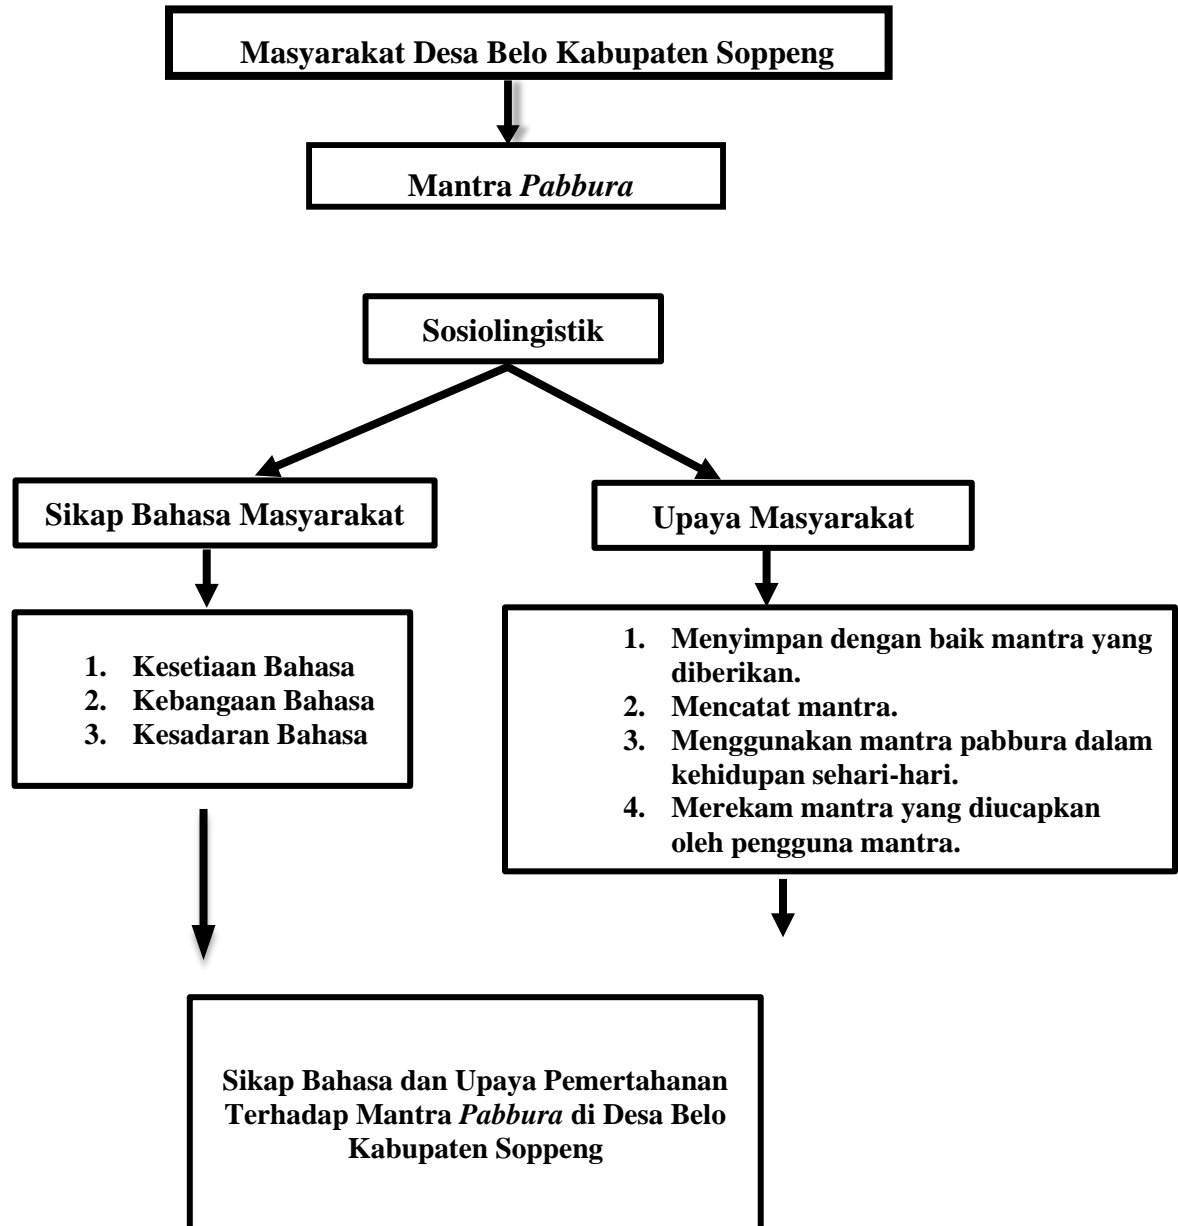 Masyarakat Desa Belo Kabupaten Soppeng
Mantra Pabbura
Sosiolingistik
Sikap Bahasa Masyarakat
Upaya Masyarakat
1. Kesetiaan Bahasa
2. Kebangaan Bahasa
3. Kesadaran Bahasa
1. Menyimpan dengan baik mantra yang
diberikan.
2. Mencatat mantra.
3. Menggunakan mantra pabbura dalam
kehidupan sehari-hari.
4. Merekam mantra yang diucapkan
oleh pengguna mantra.
Sikap Bahasa dan Upaya Pemertahanan
Terhadap Mantra Pabbura di Desa Belo
Kabupaten Soppeng